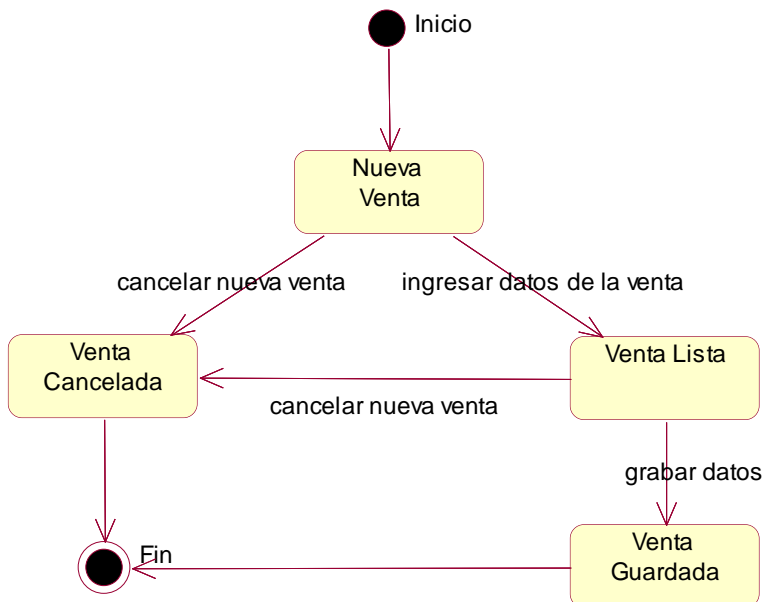 Inicio
Nueva
Venta
cancelar nueva venta
ingresar datos de la venta
Venta
Cancelada
Venta Lista
cancelar nueva venta
grabar datos
Fin
Venta
Guardada